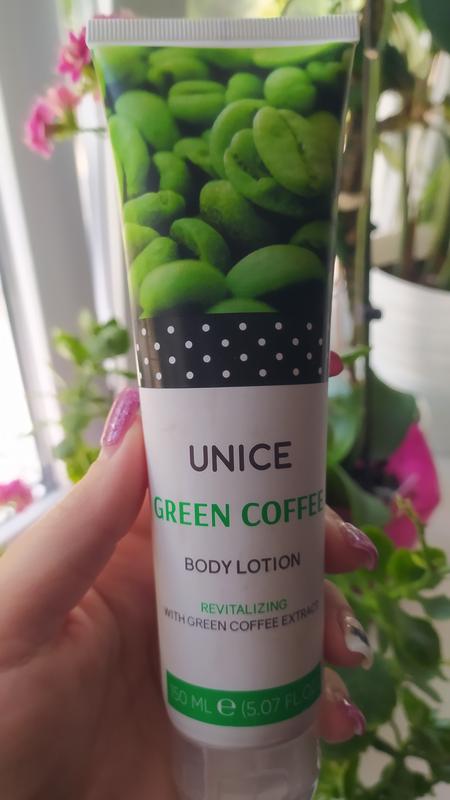 UNICE
GREEN COFFEE
BODY LOTION
REVITALIZING
WITH GREEN COFFEE EXTRACT
150 ML e (5.07 FL.